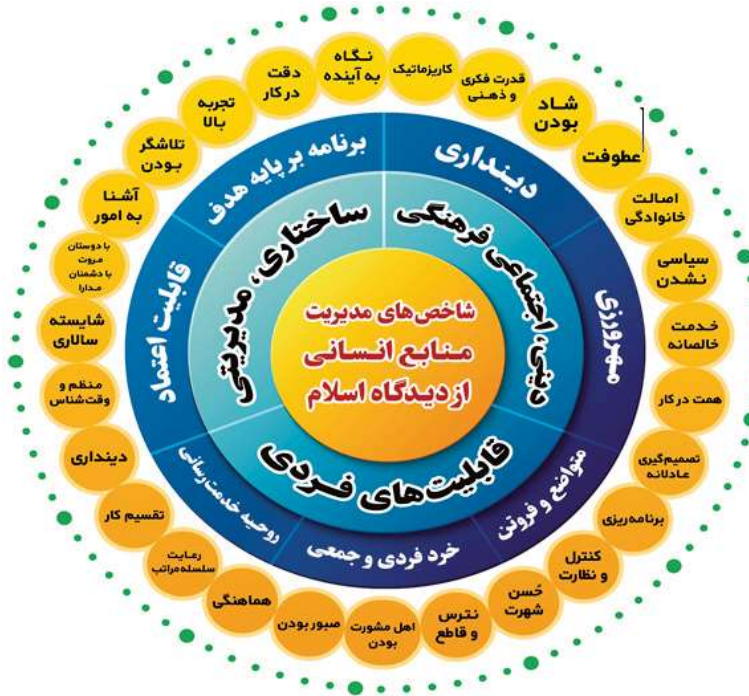 شاخص‌های مدیریت
منابع انسانی
از دیدگاه اسلام
دینی، اجتماعی فرهنگی
قابلیت‌های فردی
ساختاری، مدیریتی
دینداری
مهرورزی
متواضع و فروتن
خرد فردی و جمعی
روحیه خدمت رسانی
قابلیت اعتماد
برنامه بر پایه هدف
نگاه
به آینده
کاریزماتیک
قدرت فکری
و ذهنی
شاد
بودن
عطوفت
اصالت
خانوادگی
سیاسی
نشدن
خدمت
خالصانه
همت در کار
تصمیم‌گیری
عادلانه
برنامه‌ریزی
کنترل
و نظارت
حُسن
شهرت
نترس
و قاطع
اهل مشورت
بودن
صبور بودن
هماهنگی
رعایت
سلسله‌مراتب
تقسیم کار
دینداری
منظم و
وقت‌شناس
شایسته
سالاری
با دوستان
مروت
با دشمنان
مدارا
آشنا
به امور
تلاشگر
بودن
تجربه
بالا
دقت
در کار